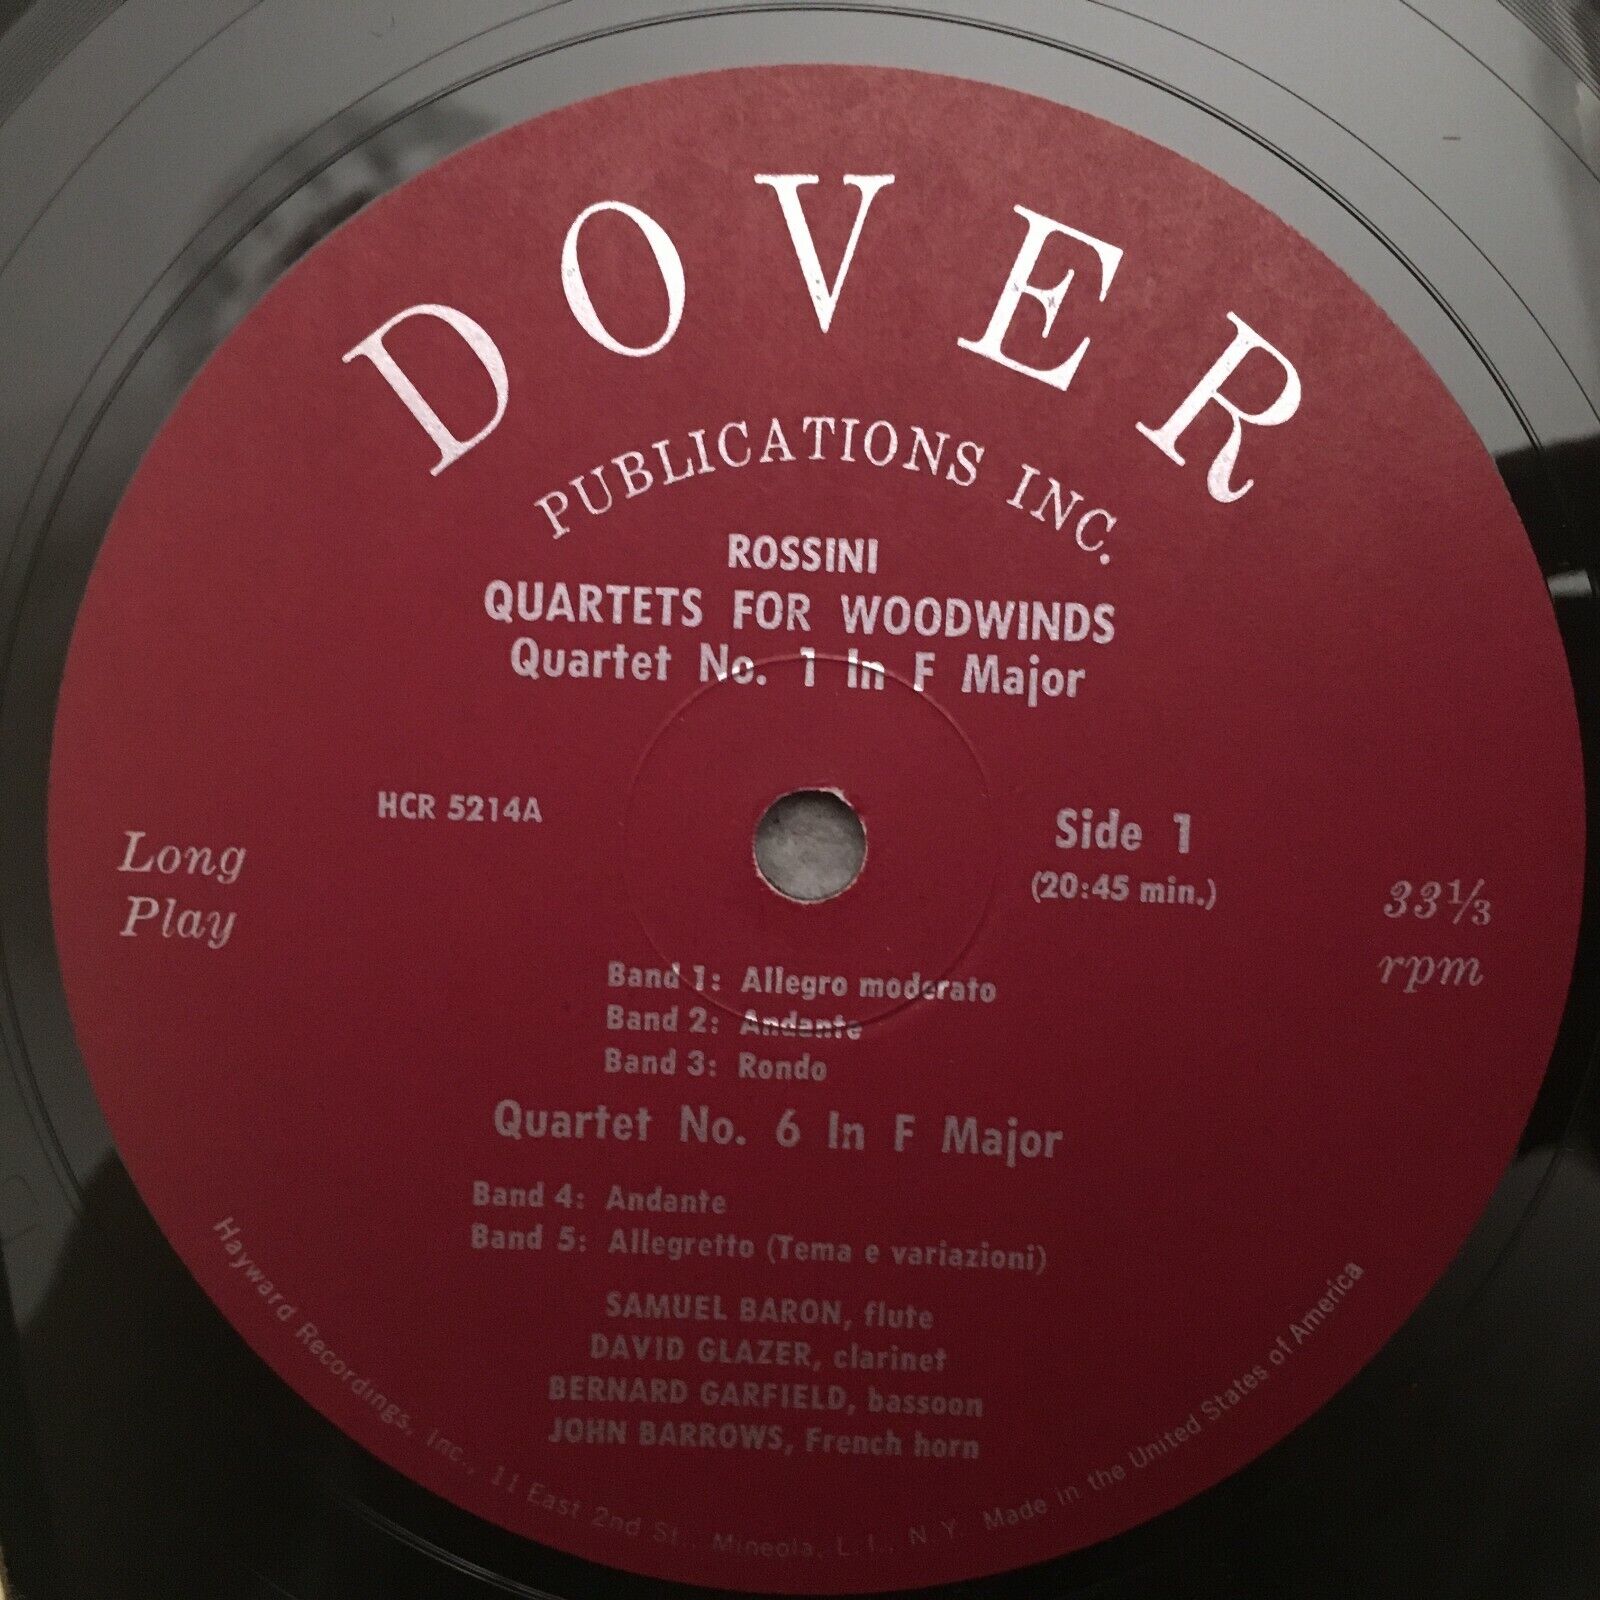 DOVER
PUBLICATIONS INC.
ROSSINI
QUARTETS FOR WOODWINDS
Quartet No. 1 In F Major
HCR 5214A
Side 1
(20:45 min.)
Long
Play
33⅓
rpm
Band 1: Allegro moderato
Band 2: Andante
Band 3: Rondo
Quartet No. 6 In F Major
Band 4: Andante
Band 5: Allegretto (Tema e variazioni)
SAMUEL BARON, flute
DAVID GLAZER, clarinet
BERNARD GARFIELD, bassoon
JOHN BARROWS, French horn
Hayward Recordings, Inc., 11 East 2nd St., Mineola, L. I., N. Y. Made in the United States of America